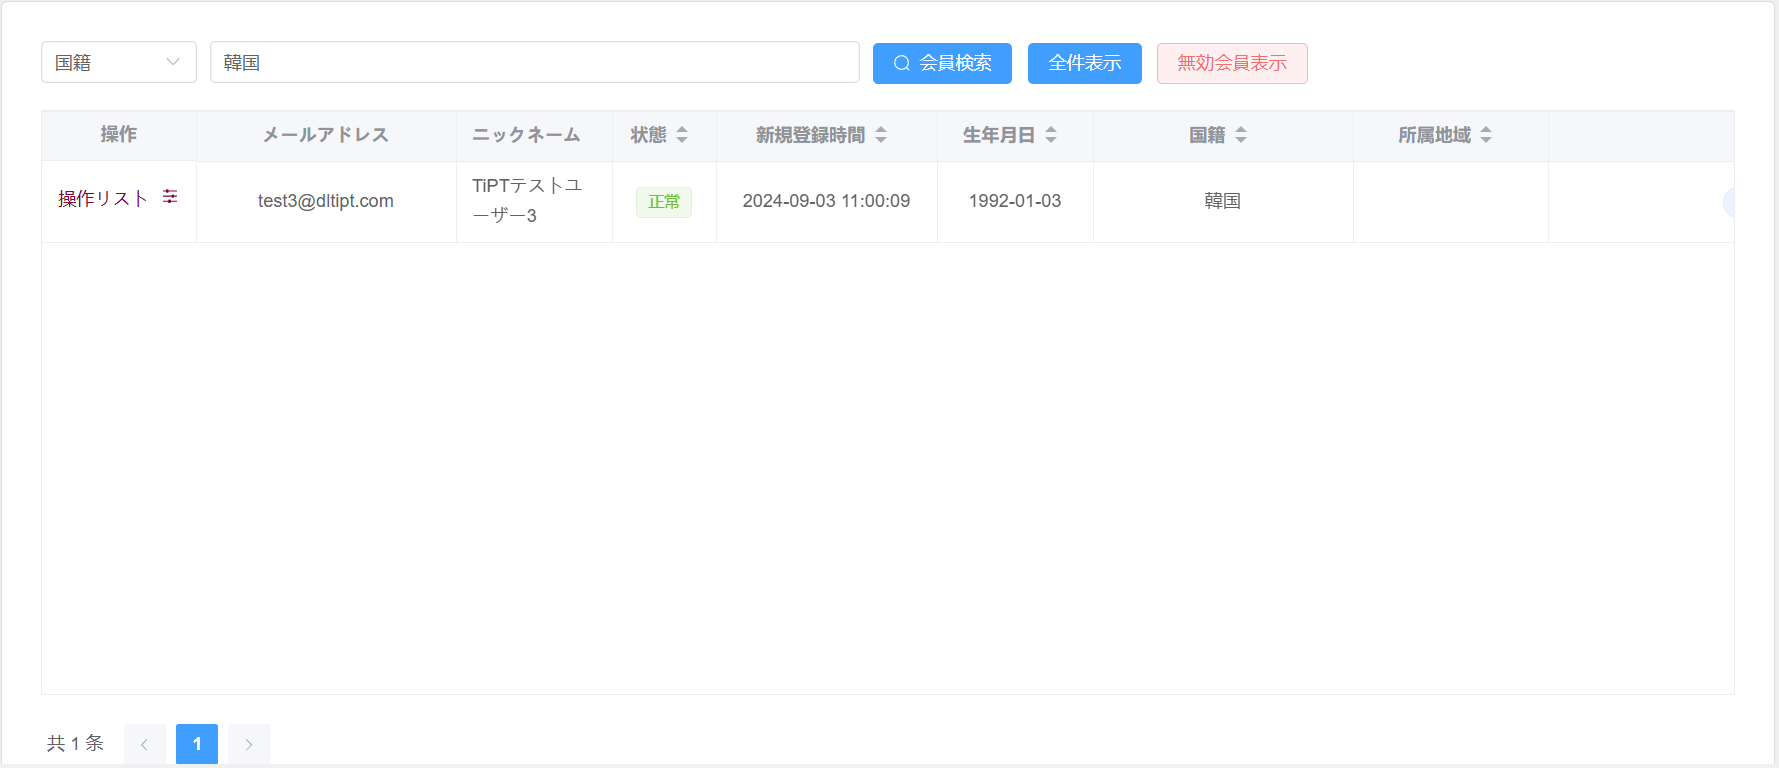 国籍 韓国 会員検索 全件表示 無効会員表示
操作 メールアドレス ニックネーム 状態 新規登録時間 生年月日 国籍 所属地域
操作リスト test3@dltipt.com TiPTテストユ 正常 2024-09-03 11:00:09 1992-01-03 韓国
ーザー3
共 1 条 1